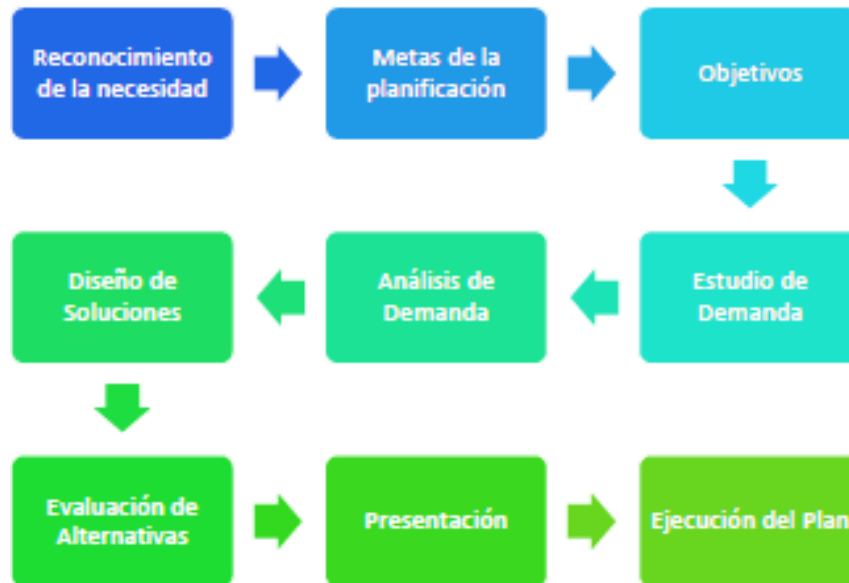 Reconocimiento
de la necesidad
Metas de la
planificación
Objetivos
Estudio de
Demanda
Análisis de
Demanda
Diseño de
Soluciones
Evaluación de
Alternativas
Presentación
Ejecución del Plan